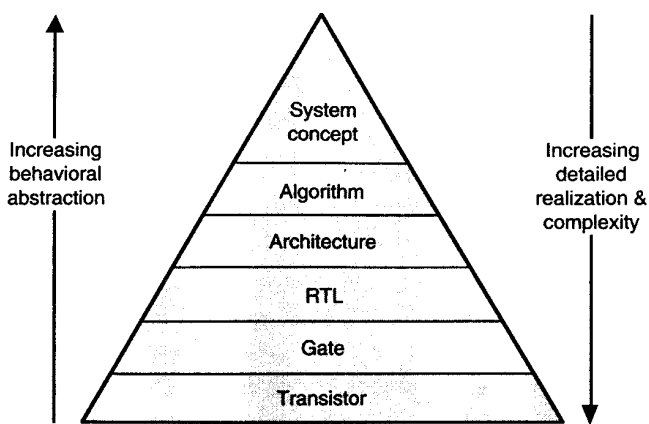 System
concept
Increasing
behavioral
abstraction
Increasing
detailed
realization &
complexity
Algorithm
Architecture
RTL
Gate
Transistor